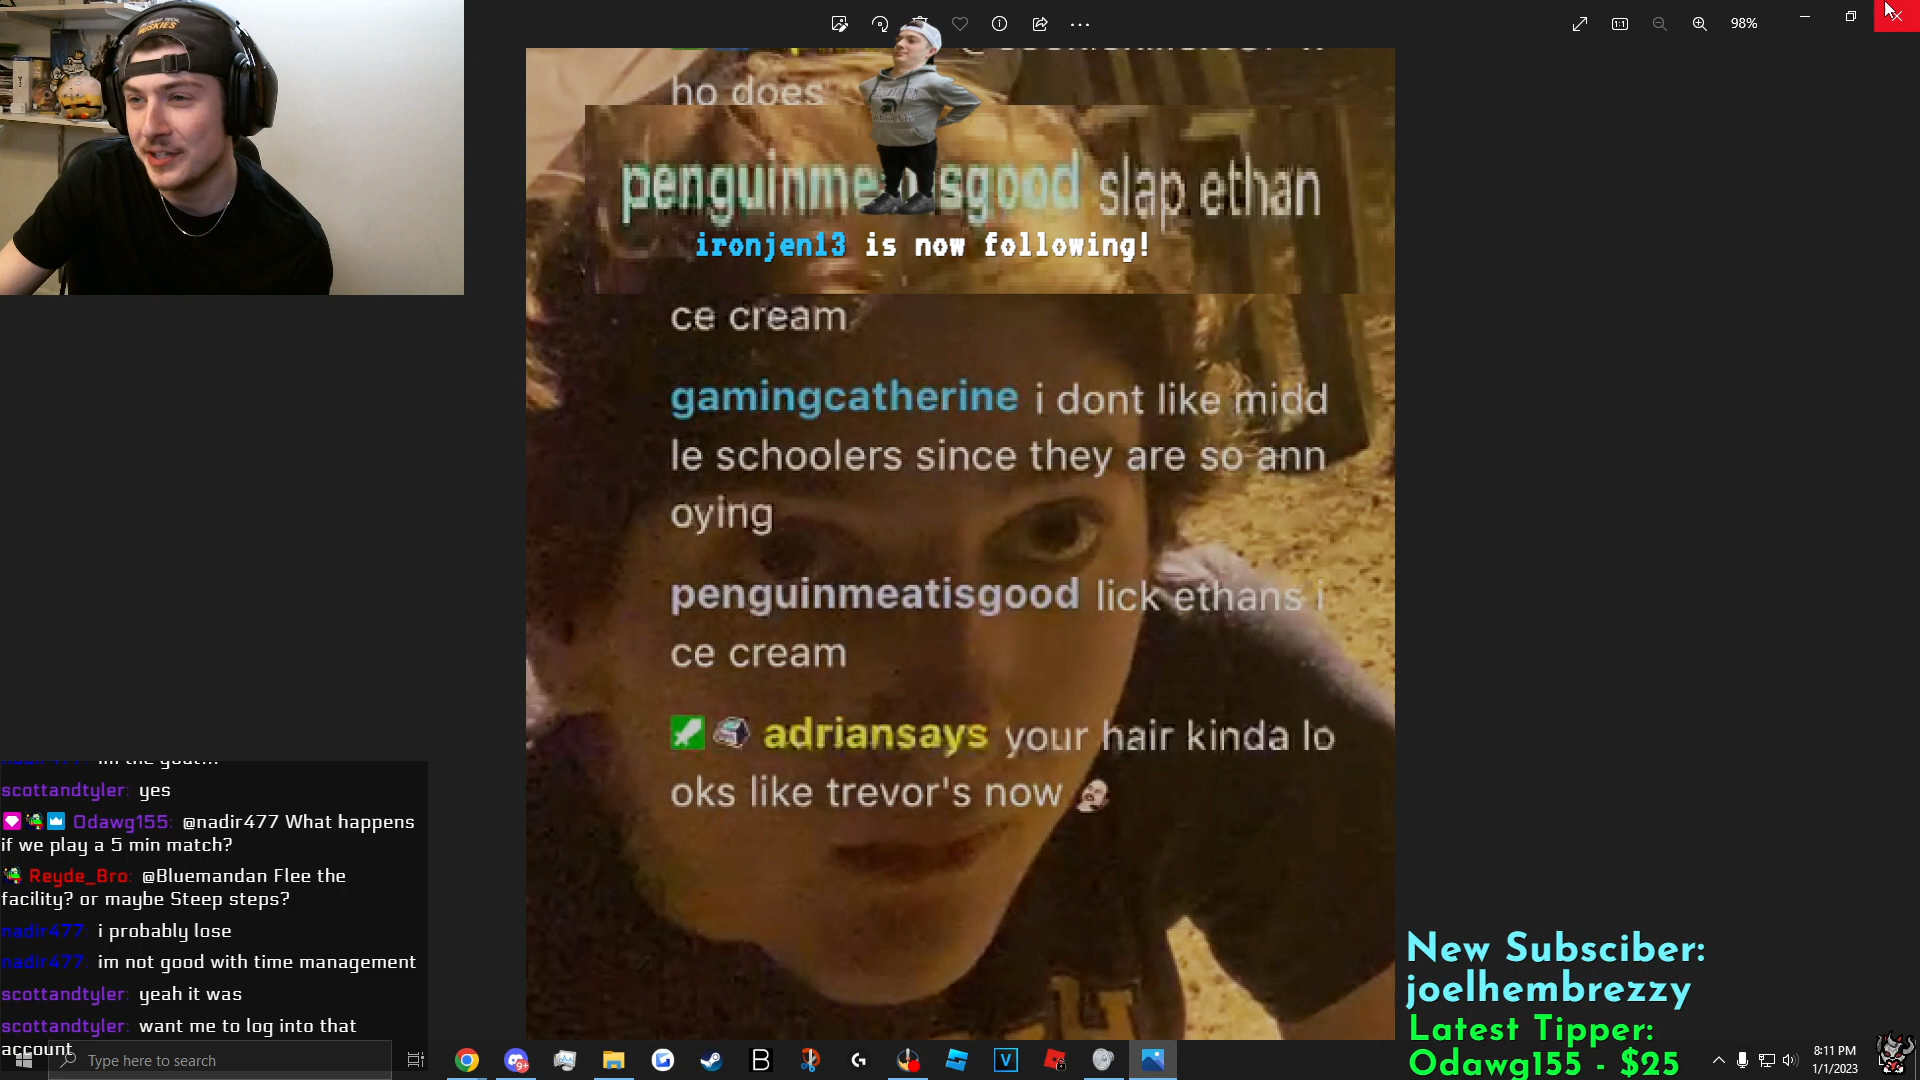 HUSKIES
98%
ho does
penguinme
isgood slap ethan
ironjen13 is now following!
ce cream
gamingcatherine i dont like midd
le schoolers since they are so ann
oying
penguinmeatisgood lick ethans i
ce cream
adriansays your hair kinda lo
oks like trevor's now
scottandtyler: yes
Odawg155: @nadir477 What happens
if we play a 5 min match?
Reyde_Bro: @Bluemandan Flee the
facility? or maybe Steep steps?
nadir477: i probably lose
nadir477: im not good with time management
scottandtyler: yeah it was
scottandtyler: want me to log into that
account
New Subsciber:
joelhembrezzy
Latest Tipper:
Odawg155 - $25
Type here to search
8:11 PM
1/1/2023